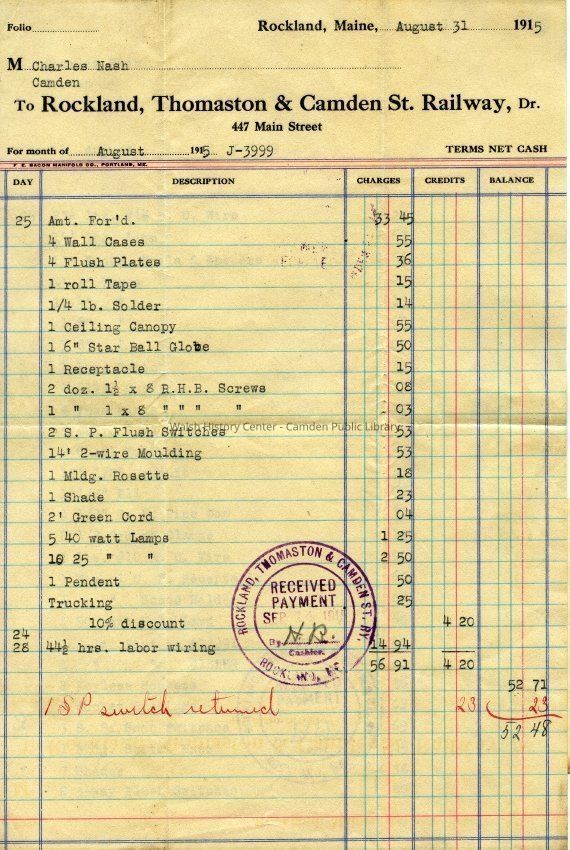 Folio
Rockland, Maine, August 31 1915
M Charles Nash
Camden
To Rockland, Thomaston & Camden St. Railway, Dr.
447 Main Street
For month of August 1915 J-3999 TERMS NET CASH
F. E. BACON MANIFOLD CO., PORTLAND, ME.
DAY DESCRIPTION CHARGES CREDITS BALANCE
25 Amt. For'd. 33 45
4 Wall Cases 55
4 Flush Plates 36
1 roll Tape 15
1/4 lb. Solder 14
1 Ceiling Canopy 55
1 6" Star Ball Globe 50
1 Receptacle 15
2 doz. 1½ x 8 R.H.B. Screws 08
1 " 1 x 8 " " " " 03
2 S. P. Flush Switches 53
Walsh History Center - Camden Public Library
14' 2-wire Moulding 53
1 Mldg. Rosette 18
1 Shade 23
2' Green Cord 04
5 40 watt Lamps 1 25
10 25 " " 2 50
1 Pendent 50
Trucking 25
10% discount 4 20
24
28 44½ hrs. labor wiring 14 94
56 91 4 20
52 71
1 SP switch returned 23 23
52 48
ROCKLAND, THOMASTON & CAMDEN ST. RY.
RECEIVED
PAYMENT
SEP
By H.B.
Cashier.
ROCKLAND, ME